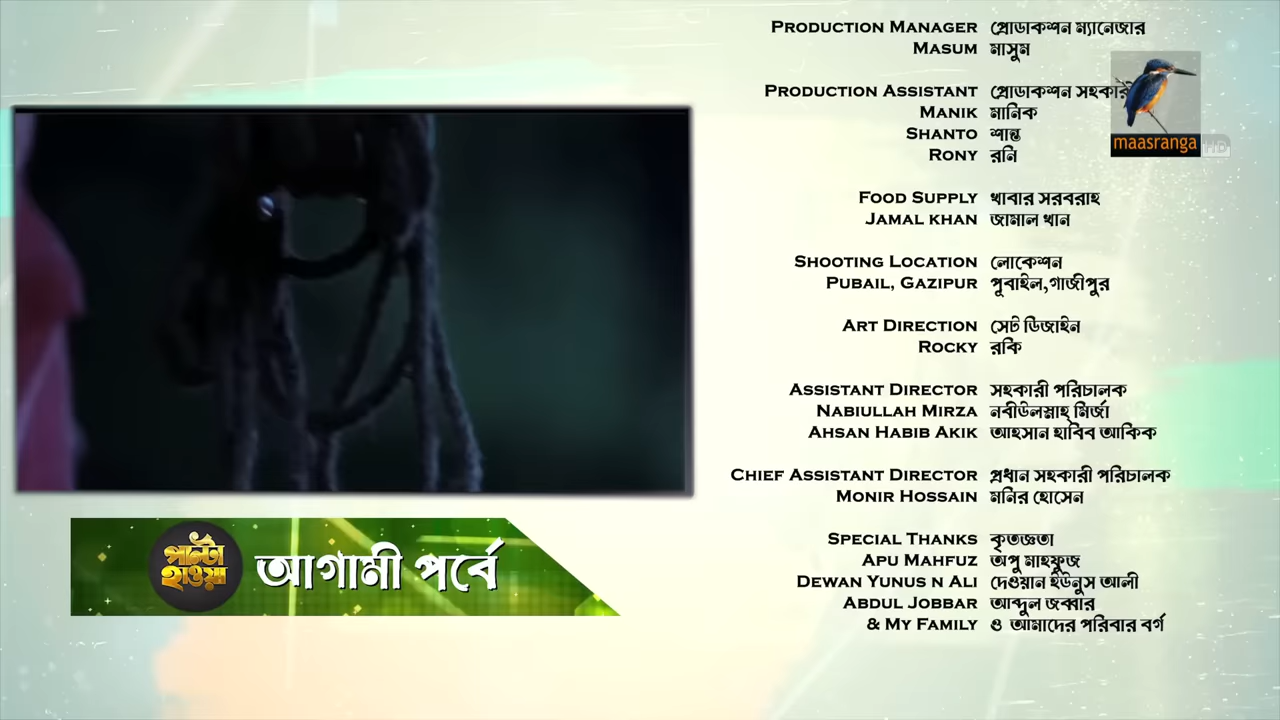 Production Manager প্রোডাকশন ম্যানেজার
Masum মাসুম
Production Assistant প্রোডাকশন সহকারী
Manik মানিক
Shanto শান্ত
Rony রনি
Food Supply খাবার সরবরাহ
Jamal khan জামাল খান
Shooting Location লোকেশন
Pubail, Gazipur পুবাইল,গাজীপুর
Art Direction সেট ডিজাইন
Rocky রকি
Assistant Director সহকারী পরিচালক
Nabiullah Mirza নবীউলস্নাহ্ মির্জা
Ahsan Habib Akik আহসান হাবিব আকিক
Chief Assistant Director প্রধান সহকারী পরিচালক
Monir Hossain মনির হোসেন
Special Thanks কৃতজ্ঞতা
Apu Mahfuz অপু মাহফুজ
Dewan Yunus n Ali দেওয়ান ইউনুস আলী
Abdul Jobbar আব্দুল জব্বার
& My Family ও আমাদের পরিবার বর্গ
maasranga HD
পাল্টা হাওয়া
আগামী পর্বে